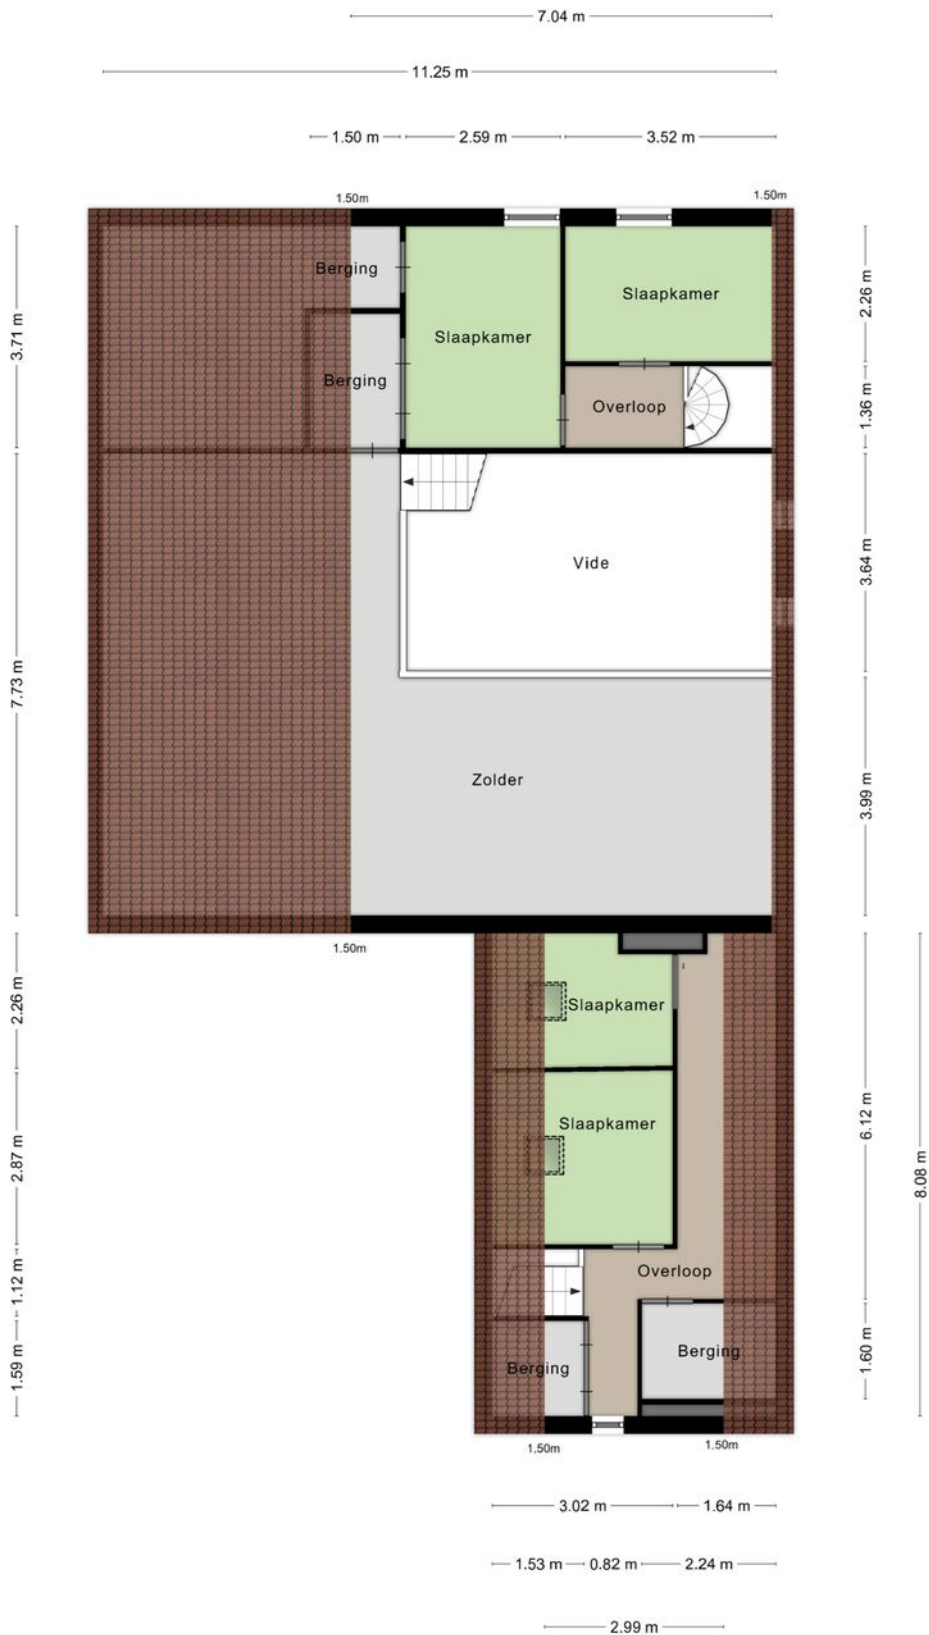 7.04 m
11.25 m
1.50 m
2.59 m
3.52 m
1.50m
1.50m
Berging
Slaapkamer
Slaapkamer
2.26 m
3.71 m
Berging
Overloop
1.36 m
Vide
3.64 m
7.73 m
Zolder
3.99 m
1.50m
2.26 m
Slaapkamer
Slaapkamer
6.12 m
2.87 m
8.08 m
Overloop
1.12 m
Berging
Berging
1.60 m
1.59 m
1.50m
1.50m
3.02 m
1.64 m
1.53 m
0.82 m
2.24 m
2.99 m